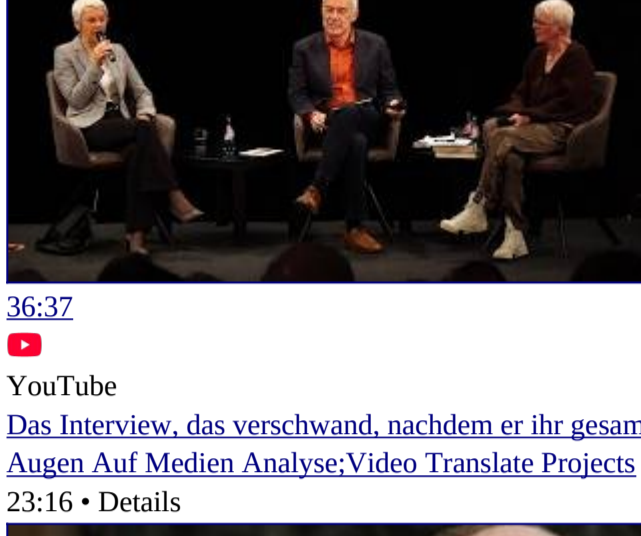 36:37
YouTube
Das Interview, das verschwand, nachdem er ihr gesam
Augen Auf Medien Analyse;Video Translate Projects
23:16 • Details